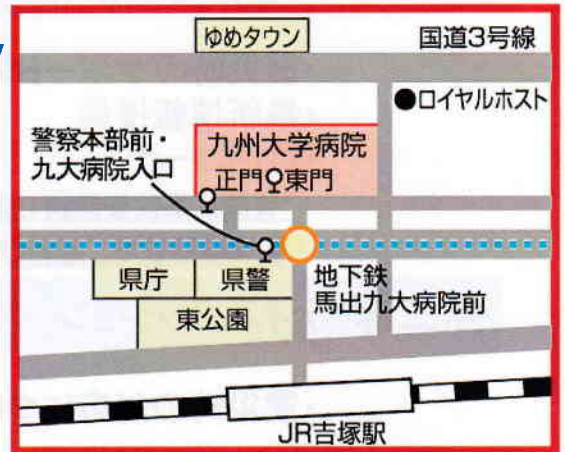 ゆめタウン
国道3号線
●ロイヤルホスト
警察本部前・
九大病院入口
九州大学病院
正門
東門
県庁
県警
地下鉄
馬出九大病院前
東公園
JR吉塚駅